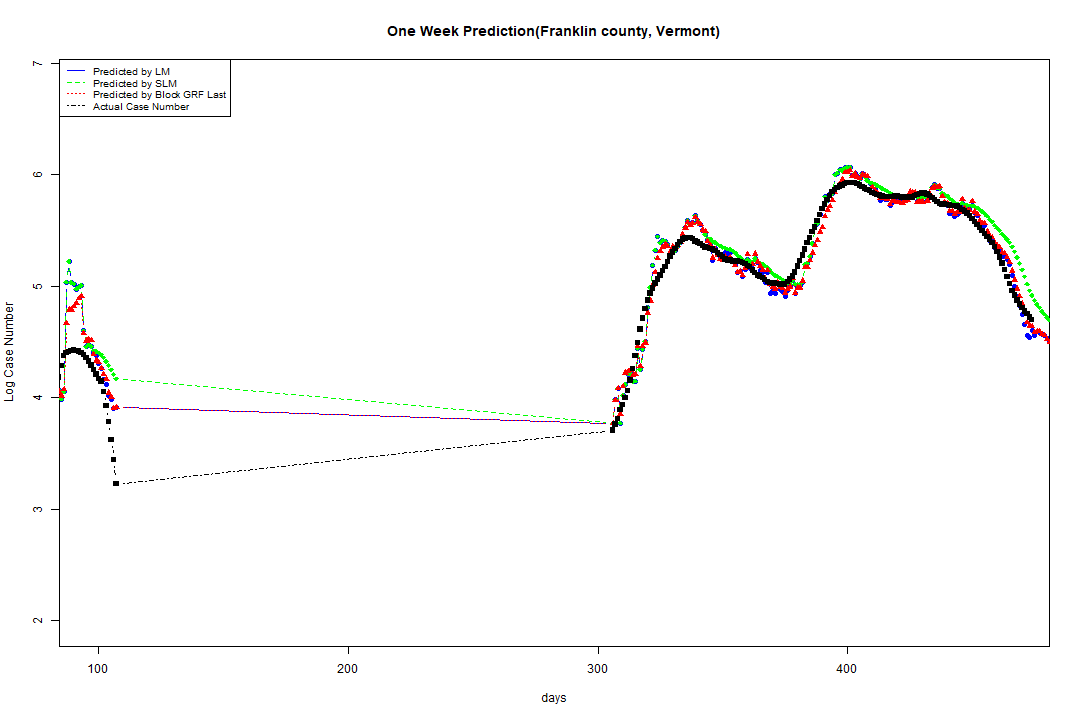 One Week Prediction(Franklin county, Vermont)
Predicted by LM
Predicted by SLM
Predicted by Block GRF Last
Actual Case Number
7
6
5
4
3
2
Log Case Number
100 200 300 400
days